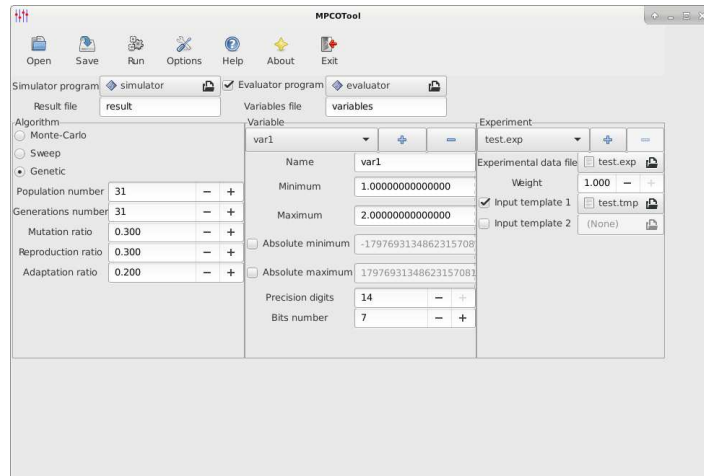 MPCOTool
Open Save Run Options Help About Exit
Simulator program simulator Evaluator program evaluator
Result file result Variables file variables
Algorithm
Monte-Carlo
Sweep
Genetic
Population number 31
Generations number 31
Mutation ratio 0.300
Reproduction ratio 0.300
Adaptation ratio 0.200
Variable
var1
Name var1
Minimum 1.00000000000000
Maximum 2.00000000000000
Absolute minimum -1797693134862315708
Absolute maximum 17976931348623157081
Precision digits 14
Bits number 7
Experiment
test.exp
Experimental data file test.exp
Weight 1.000
Input template 1 test.tmp
Input template 2 (None)